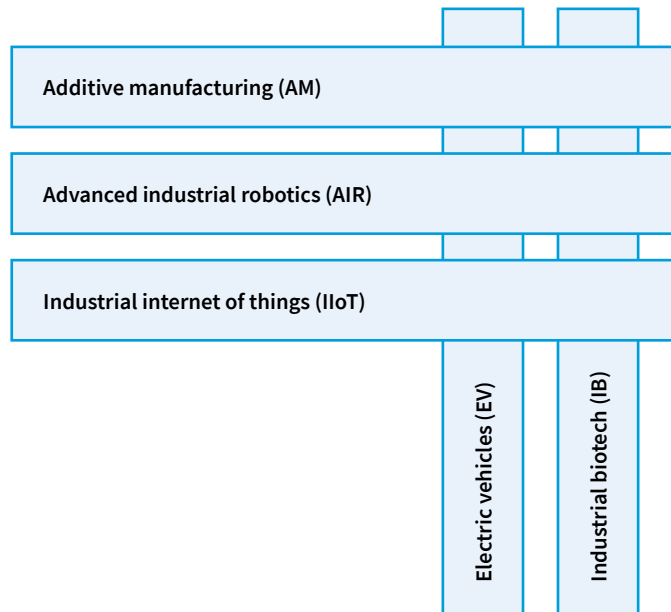 Additive manufacturing (AM)
Advanced industrial robotics (AIR)
Industrial internet of things (IIoT)
Electric vehicles (EV)
Industrial biotech (IB)